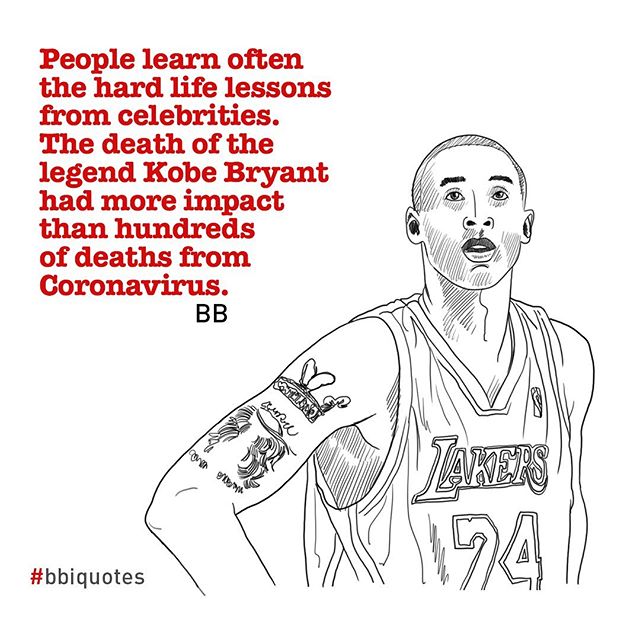 People learn often
the hard life lessons
from celebrities.
The death of the
legend Kobe Bryant
had more impact
than hundreds
of deaths from
Coronavirus.
BB
LAKERS
24
#bbiquotes